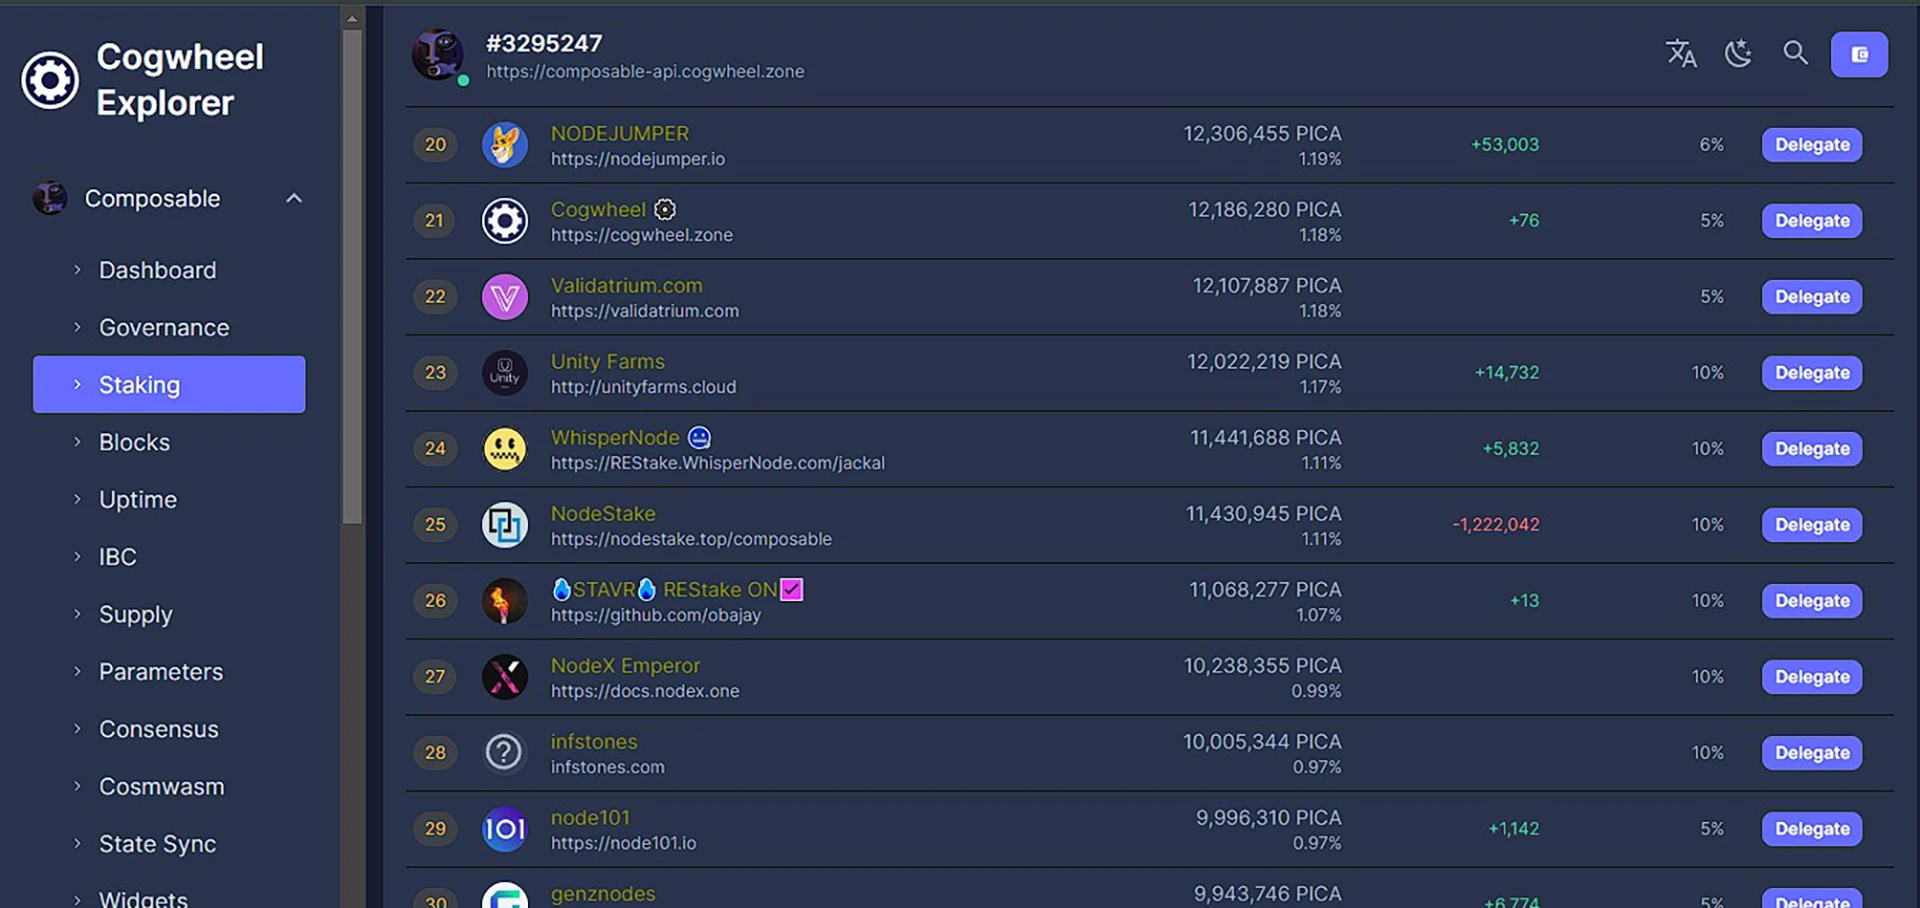 Cogwheel
Explorer
Composable
Dashboard
Governance
Staking
Blocks
Uptime
IBC
Supply
Parameters
Consensus
Cosmwasm
State Sync
Widgets
#3295247
https://composable-api.cogwheel.zone
20 NODEJUMPER 12,306,455 PICA +53,003 6% Delegate
https://nodejumper.io 1.19%
21 Cogwheel 12,186,280 PICA +76 5% Delegate
https://cogwheel.zone 1.18%
22 Validatrium.com 12,107,887 PICA 5% Delegate
https://validatrium.com 1.18%
23 Unity Unity Farms 12,022,219 PICA +14,732 10% Delegate
http://unityfarms.cloud 1.17%
24 WhisperNode 11,441,688 PICA +5,832 10% Delegate
https://REStake.WhisperNode.com/jackal 1.11%
25 NodeStake 11,430,945 PICA -1,222,042 10% Delegate
https://nodestake.top/composable 1.11%
26 💧STAVR💧 REStake ON 11,068,277 PICA +13 10% Delegate
https://github.com/obajay 1.07%
27 NodeX Emperor 10,238,355 PICA 10% Delegate
https://docs.nodex.one 0.99%
28 infstones 10,005,344 PICA 10% Delegate
infstones.com 0.97%
29 101 node101 9,996,310 PICA +1,142 5% Delegate
https://node101.io 0.97%
30 genznodes 9,943,746 PICA +6,774 5% Delegate